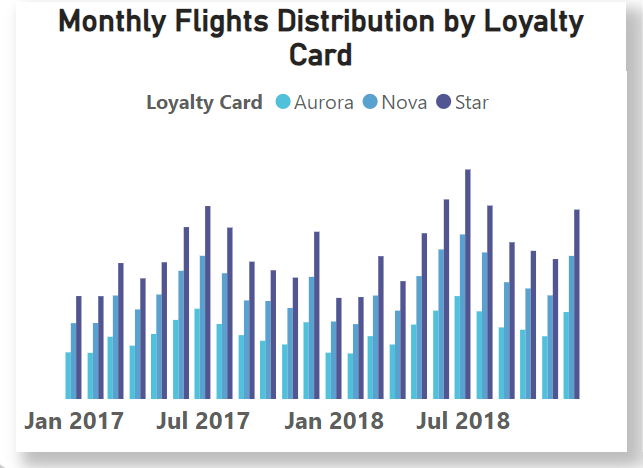 Monthly Flights Distribution by Loyalty
Card
Loyalty Card Aurora Nova Star
Jan 2017 Jul 2017 Jan 2018 Jul 2018